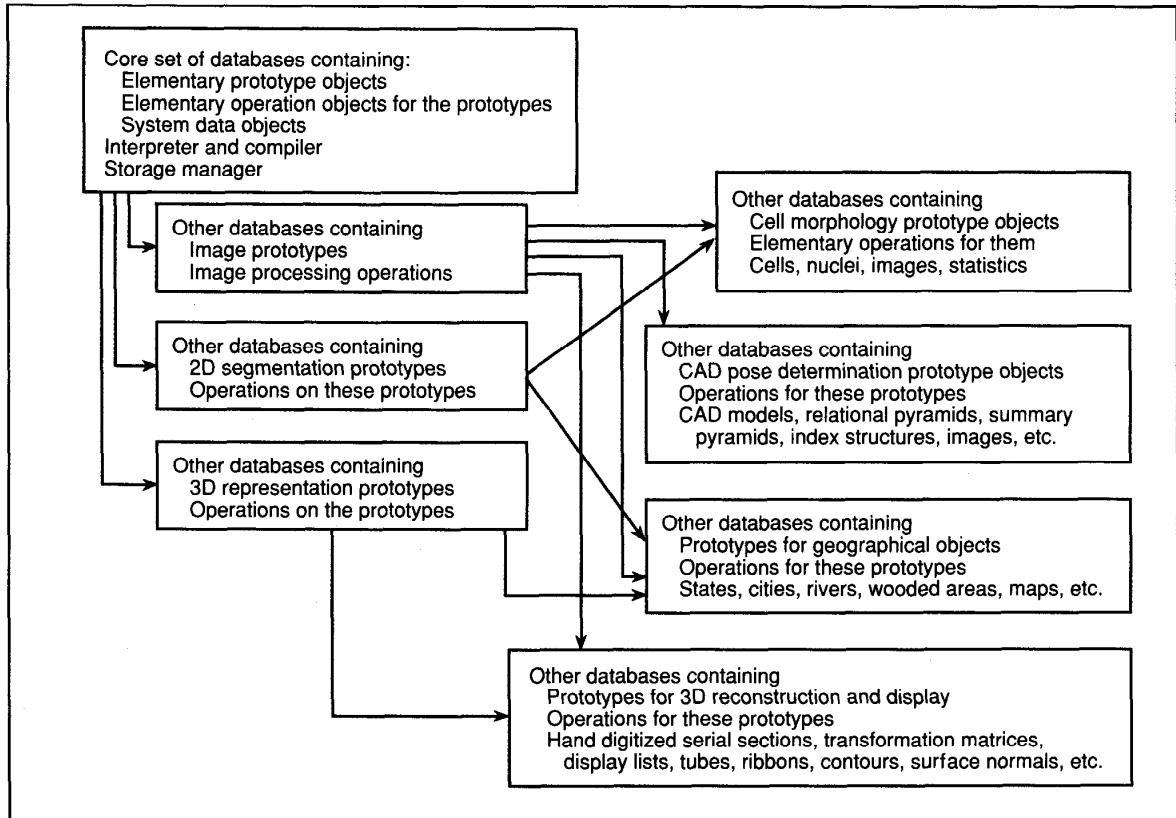 Core set of databases containing:
Elementary prototype objects
Elementary operation objects for the prototypes
System data objects
Interpreter and compiler
Storage manager
Other databases containing
Image prototypes
Image processing operations
Other databases containing
2D segmentation prototypes
Operations on these prototypes
Other databases containing
3D representation prototypes
Operations on the prototypes
Other databases containing
Cell morphology prototype objects
Elementary operations for them
Cells, nuclei, images, statistics
Other databases containing
CAD pose determination prototype objects
Operations for these prototypes
CAD models, relational pyramids, summary
pyramids, index structures, images, etc.
Other databases containing
Prototypes for geographical objects
Operations for these prototypes
States, cities, rivers, wooded areas, maps, etc.
Other databases containing
Prototypes for 3D reconstruction and display
Operations for these prototypes
Hand digitized serial sections, transformation matrices,
display lists, tubes, ribbons, contours, surface normals, etc.